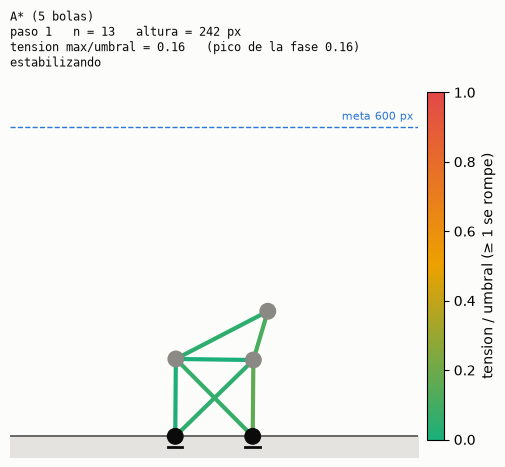 A* (5 bolas)
paso 1   n = 13   altura = 242 px
tension max/umbral = 0.16   (pico de la fase 0.16)
estabilizando
meta 600 px
1.0
0.8
0.6
0.4
0.2
0.0
tension / umbral (≥ 1 se rompe)